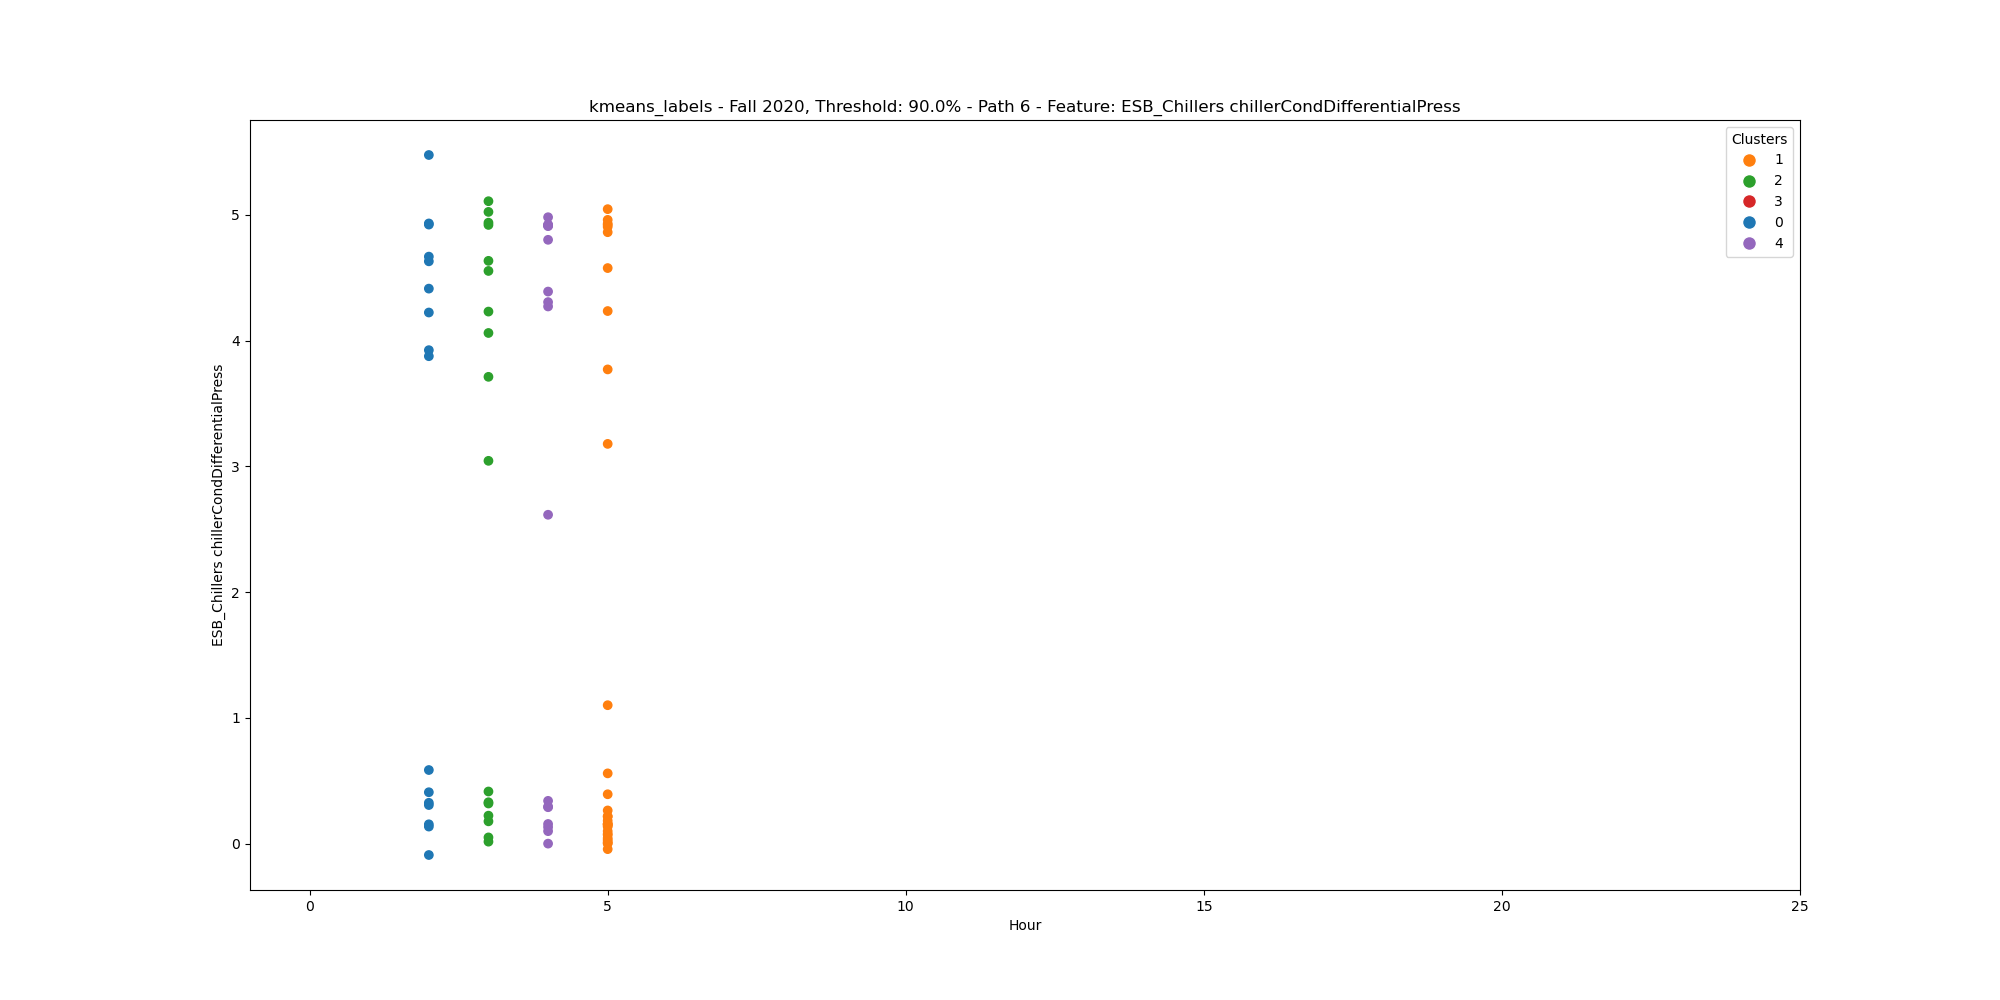 kmeans_labels - Fall 2020, Threshold: 90.0% - Path 6 - Feature: ESB_Chillers chillerCondDifferentialPress
Clusters
1
2
3
0
4
ESB_Chillers chillerCondDifferentialPress
5
4
3
2
1
0
0 5 10 15 20 25
Hour